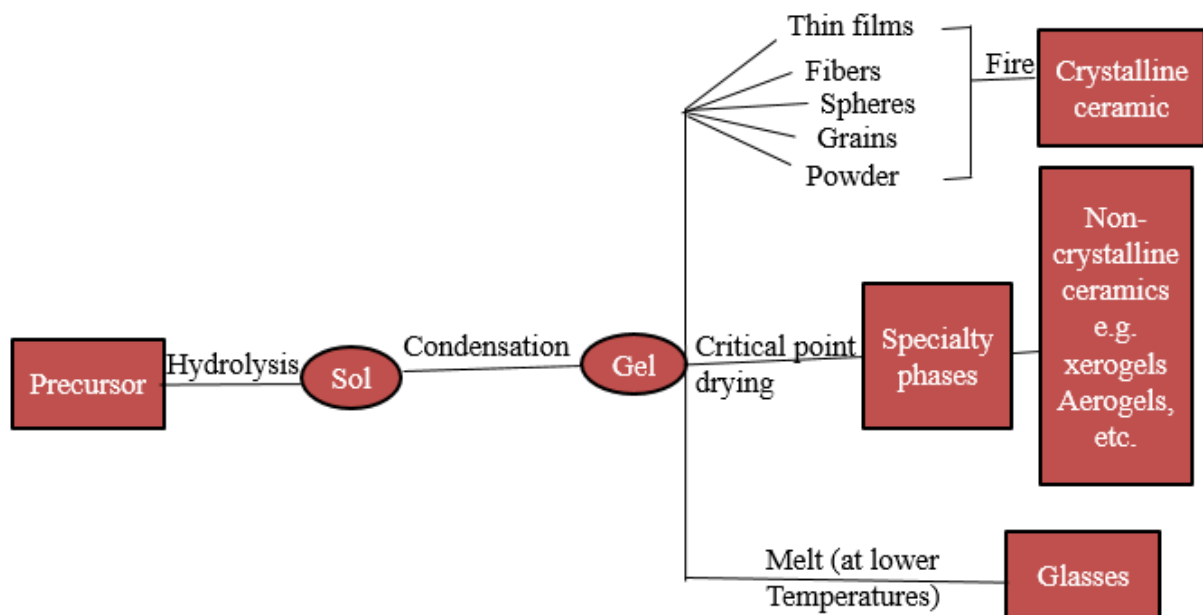 Thin films
Fibers
Spheres
Grains
Powder
Fire
Crystalline
ceramic
Precursor
Hydrolysis
Sol
Condensation
Gel
Critical point
drying
Specialty
phases
Non-
crystalline
ceramics
e.g.
xerogels
Aerogels,
etc.
Melt (at lower
Temperatures)
Glasses